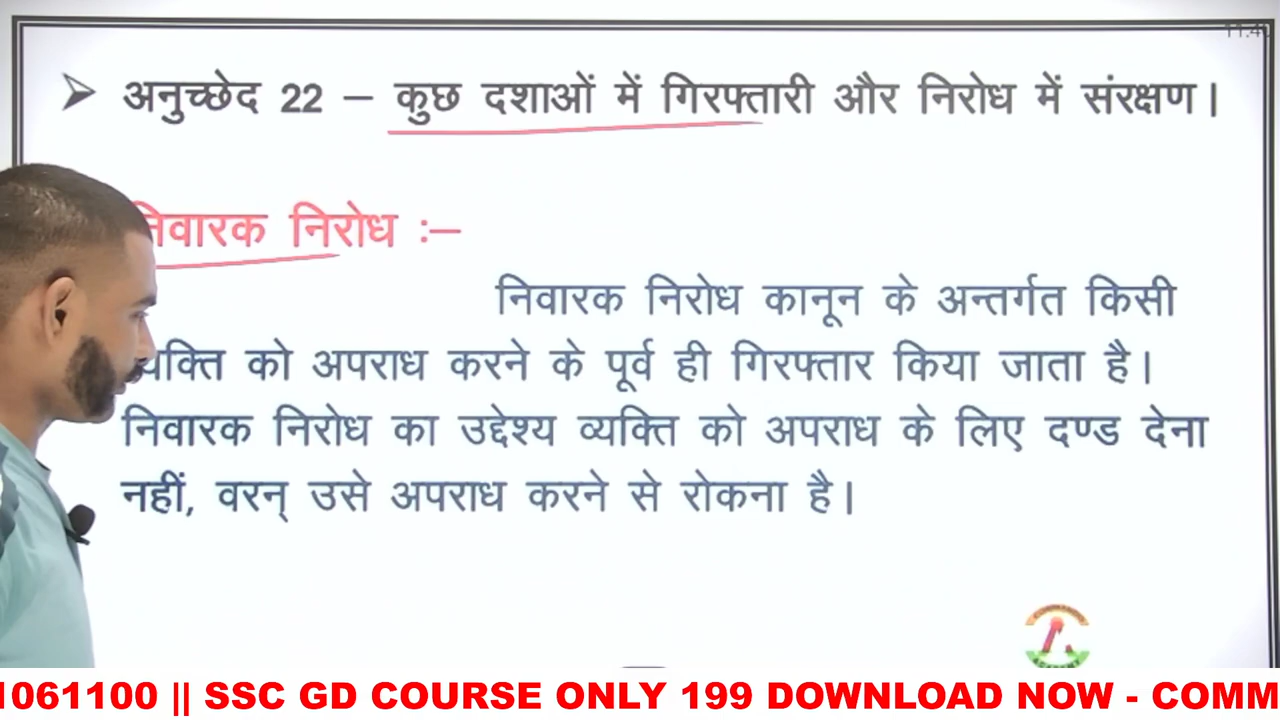 अनुच्छेद 22 – कुछ दशाओं में गिरफ्तारी और निरोध में संरक्षण।
निवारक निरोध :–
निवारक निरोध कानून के अन्तर्गत किसी
व्यक्ति को अपराध करने के पूर्व ही गिरफ्तार किया जाता है।
निवारक निरोध का उद्देश्य व्यक्ति को अपराध के लिए दण्ड देना
नहीं, वरन् उसे अपराध करने से रोकना है।
1061100 || SSC GD COURSE ONLY 199 DOWNLOAD NOW - COMM